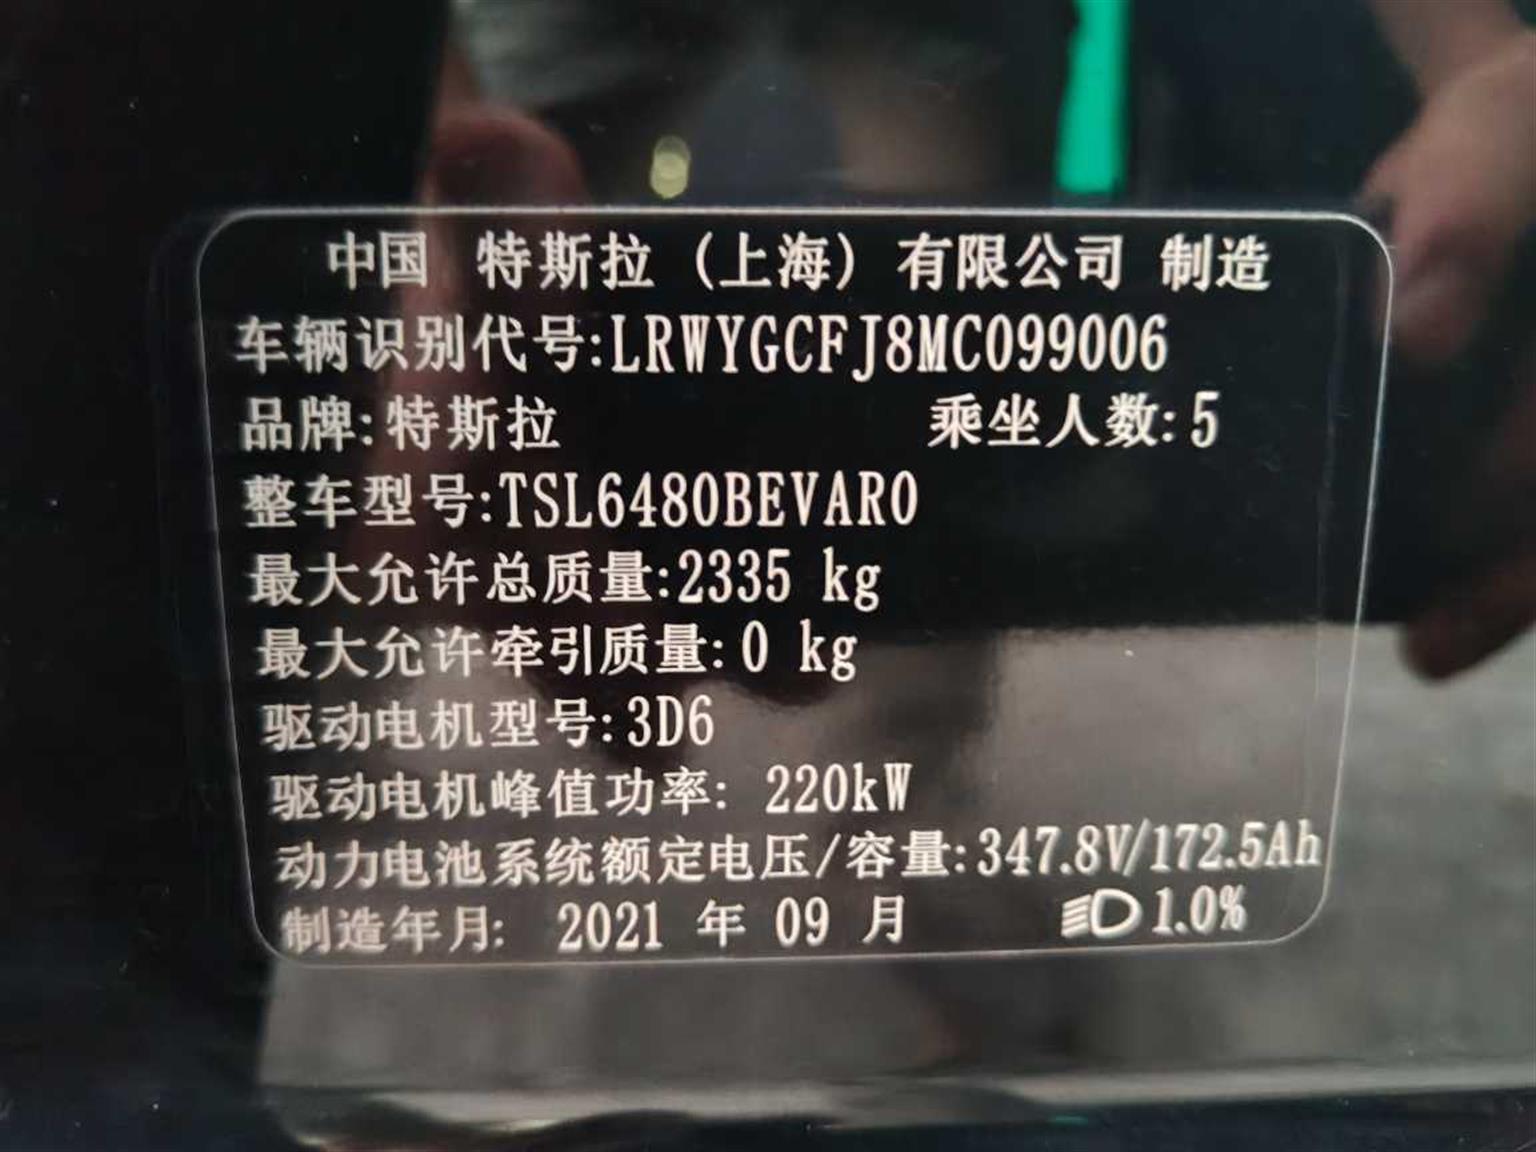 中国 特斯拉（上海）有限公司 制造
车辆识别代号:LRWYGCFJ8MC099006
品牌:特斯拉 乘坐人数:5
整车型号:TSL6480BEVAR0
最大允许总质量:2335 kg
最大允许牵引质量:0 kg
驱动电机型号:3D6
驱动电机峰值功率: 220kW
动力电池系统额定电压/容量:347.8V/172.5Ah
制造年月: 2021 年 09 月 1.0%